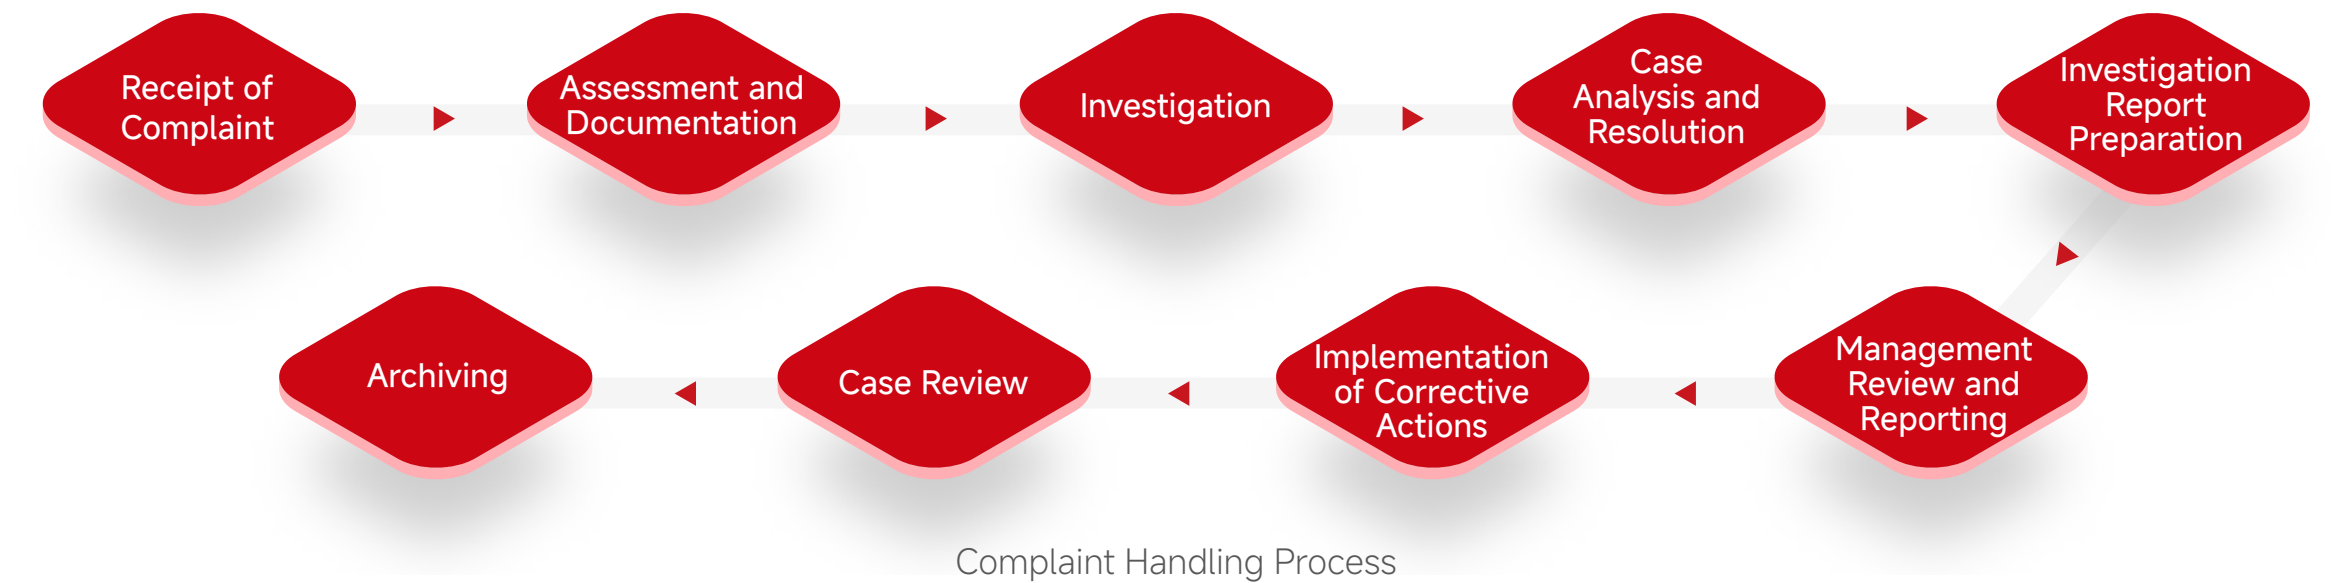 Receipt of
Complaint
Assessment and
Documentation
Investigation
Case
Analysis and
Resolution
Investigation
Report
Preparation
Management
Review and
Reporting
Implementation
of Corrective
Actions
Case Review
Archiving
Complaint Handling Process